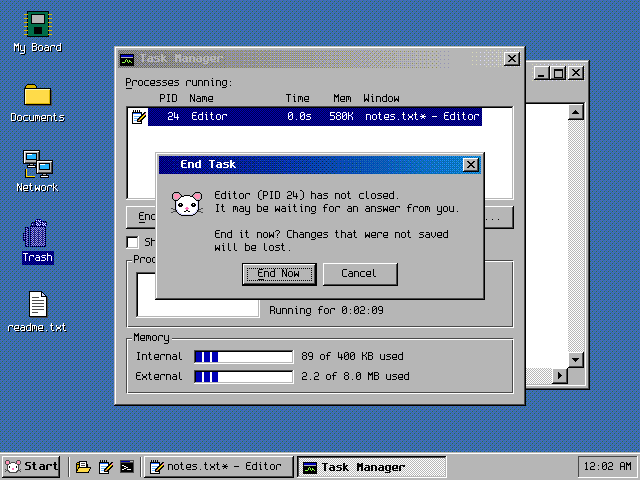 My Board
Documents
Network
Trash
readme.txt
Task Manager
Processes running:
PID Name Time Mem Window
24 Editor 0.0s 580K notes.txt* - Editor
End Task
Editor (PID 24) has not closed.
It may be waiting for an answer from you.
End it now? Changes that were not saved
will be lost.
End Now Cancel
Running for 0:02:09
Memory
Internal 89 of 400 KB used
External 2.2 of 8.0 MB used
Start notes.txt* - Editor Task Manager 12:02 AM